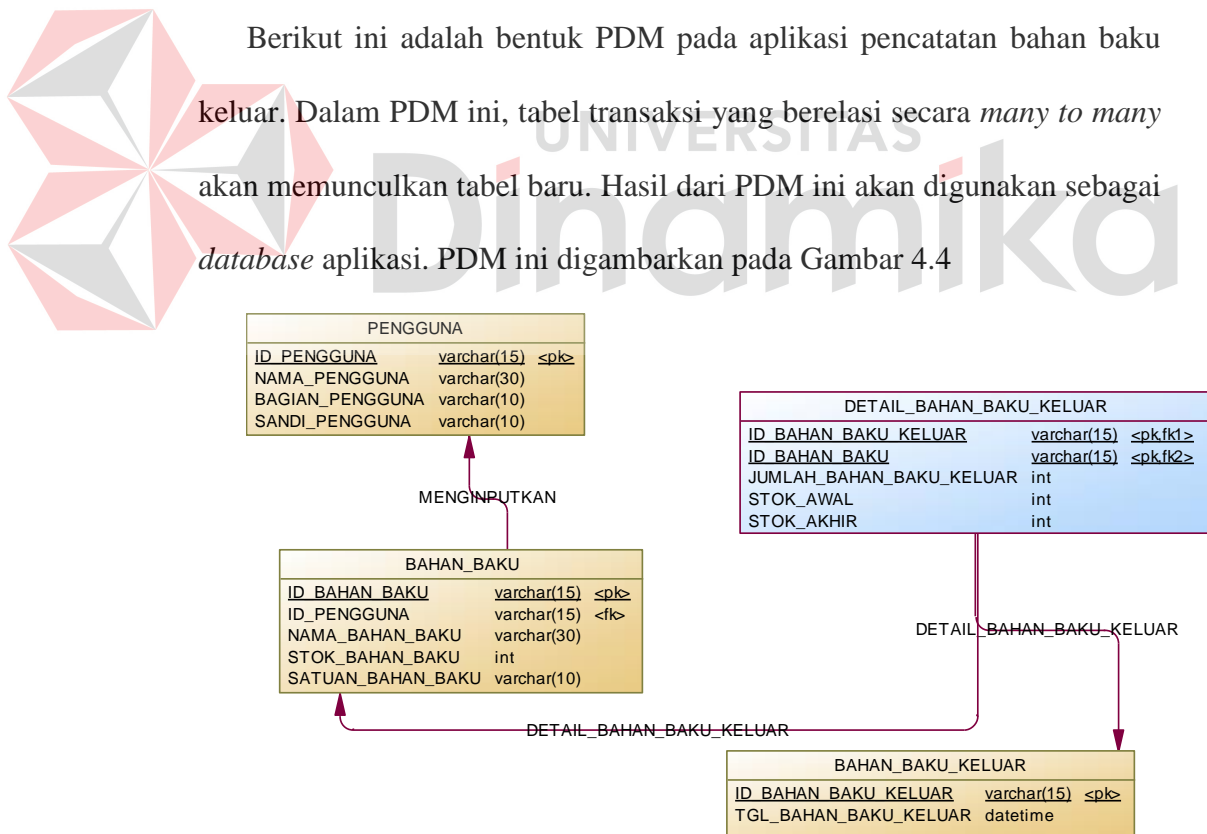 Berikut ini adalah bentuk PDM pada aplikasi pencatatan bahan baku
keluar. Dalam PDM ini, tabel transaksi yang berelasi secara many to many
akan memunculkan tabel baru. Hasil dari PDM ini akan digunakan sebagai
database aplikasi. PDM ini digambarkan pada Gambar 4.4
UNIVERSITAS
Dinamika
PENGGUNA
ID_PENGGUNA varchar(15) <pk>
NAMA_PENGGUNA varchar(30)
BAGIAN_PENGGUNA varchar(10)
SANDI_PENGGUNA varchar(10)
MENGINPUTKAN
DETAIL_BAHAN_BAKU_KELUAR
ID_BAHAN_BAKU_KELUAR varchar(15) <pk,fk1>
ID_BAHAN_BAKU varchar(15) <pk,fk2>
JUMLAH_BAHAN_BAKU_KELUAR int
STOK_AWAL int
STOK_AKHIR int
BAHAN_BAKU
ID_BAHAN_BAKU varchar(15) <pk>
ID_PENGGUNA varchar(15) <fk>
NAMA_BAHAN_BAKU varchar(30)
STOK_BAHAN_BAKU int
SATUAN_BAHAN_BAKU varchar(10)
DETAIL_BAHAN_BAKU_KELUAR
DETAIL_BAHAN_BAKU_KELUAR
BAHAN_BAKU_KELUAR
ID_BAHAN_BAKU_KELUAR varchar(15) <pk>
TGL_BAHAN_BAKU_KELUAR datetime